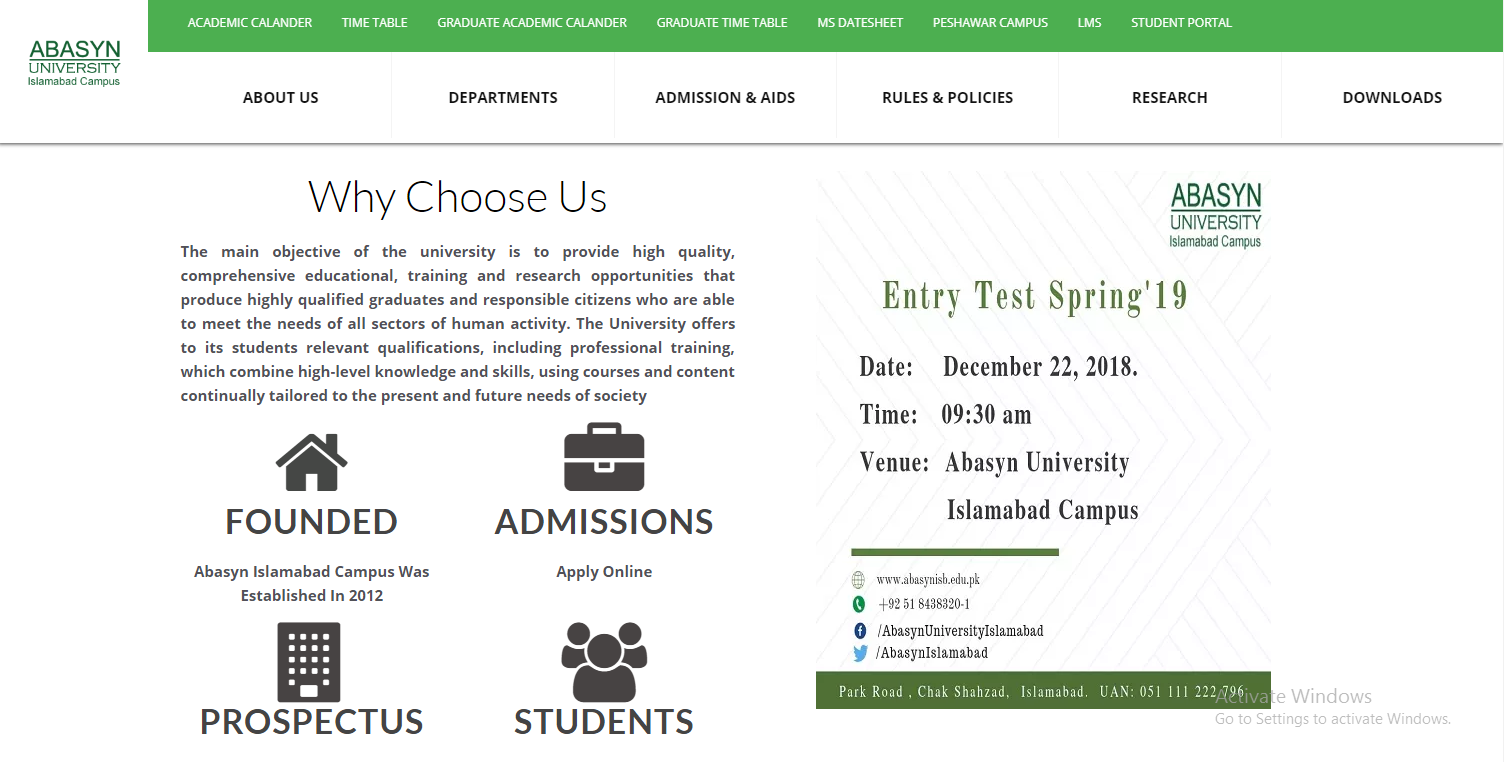 ACADEMIC CALANDER TIME TABLE GRADUATE ACADEMIC CALANDER GRADUATE TIME TABLE MS DATESHEET PESHAWAR CAMPUS LMS STUDENT PORTAL
ABASYN
UNIVERSITY
Islamabad Campus
ABOUT US DEPARTMENTS ADMISSION & AIDS RULES & POLICIES RESEARCH DOWNLOADS
Why Choose Us
The main objective of the university is to provide high quality,
comprehensive educational, training and research opportunities that
produce highly qualified graduates and responsible citizens who are able
to meet the needs of all sectors of human activity. The University offers
to its students relevant qualifications, including professional training,
which combine high-level knowledge and skills, using courses and content
continually tailored to the present and future needs of society
FOUNDED
Abasyn Islamabad Campus Was
Established In 2012
ADMISSIONS
Apply Online
PROSPECTUS
STUDENTS
ABASYN
UNIVERSITY
Islamabad Campus
Entry Test Spring'19
Date: December 22, 2018.
Time: 09:30 am
Venue: Abasyn University
Islamabad Campus
www.abasynisb.edu.pk
+92 51 8438320-1
/AbasynUniversityIslamabad
/AbasynIslamabad
Park Road , Chak Shahzad, Islamabad. UAN: 051 111 222 796
Activate Windows
Go to Settings to activate Windows.